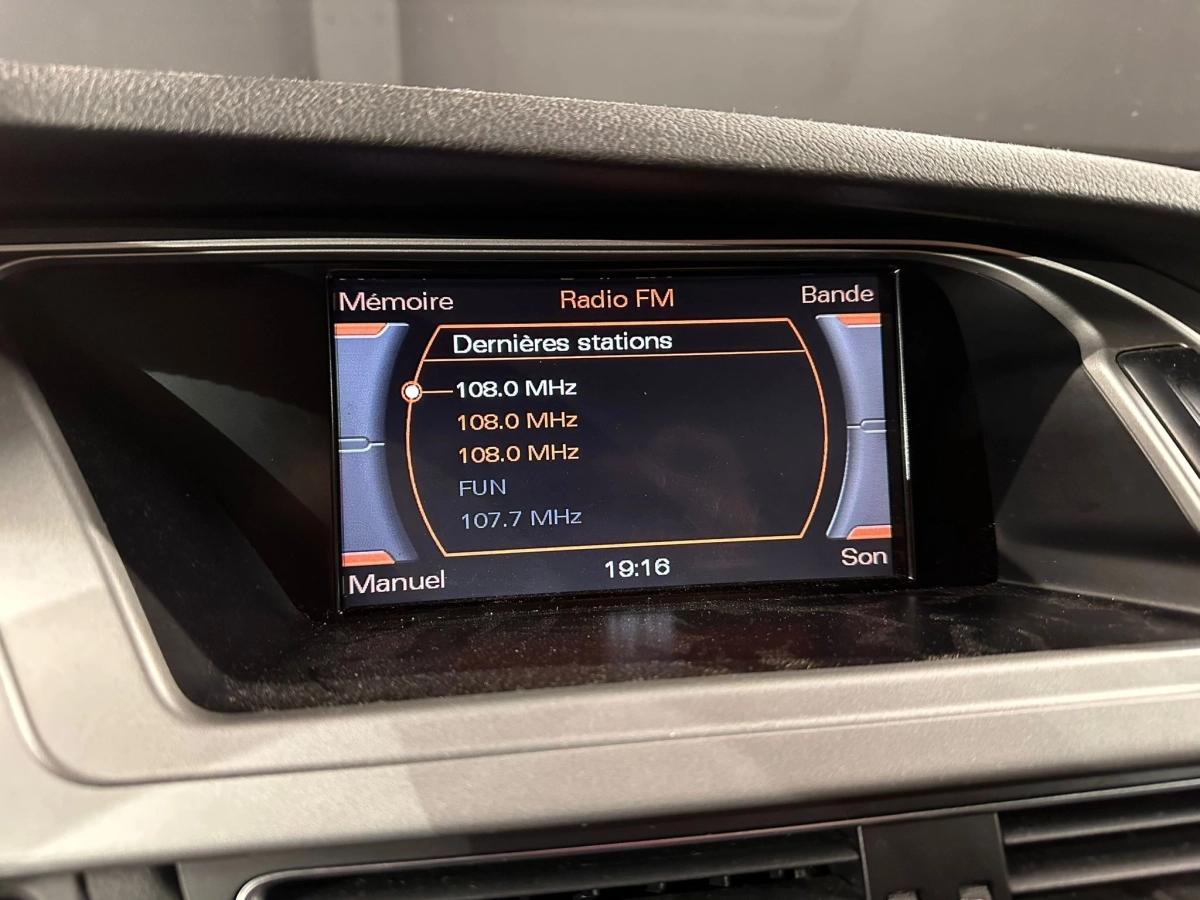 Mémoire Radio FM Bande
Dernières stations
108.0 MHz
108.0 MHz
108.0 MHz
FUN
107.7 MHz
Manuel 19:16 Son